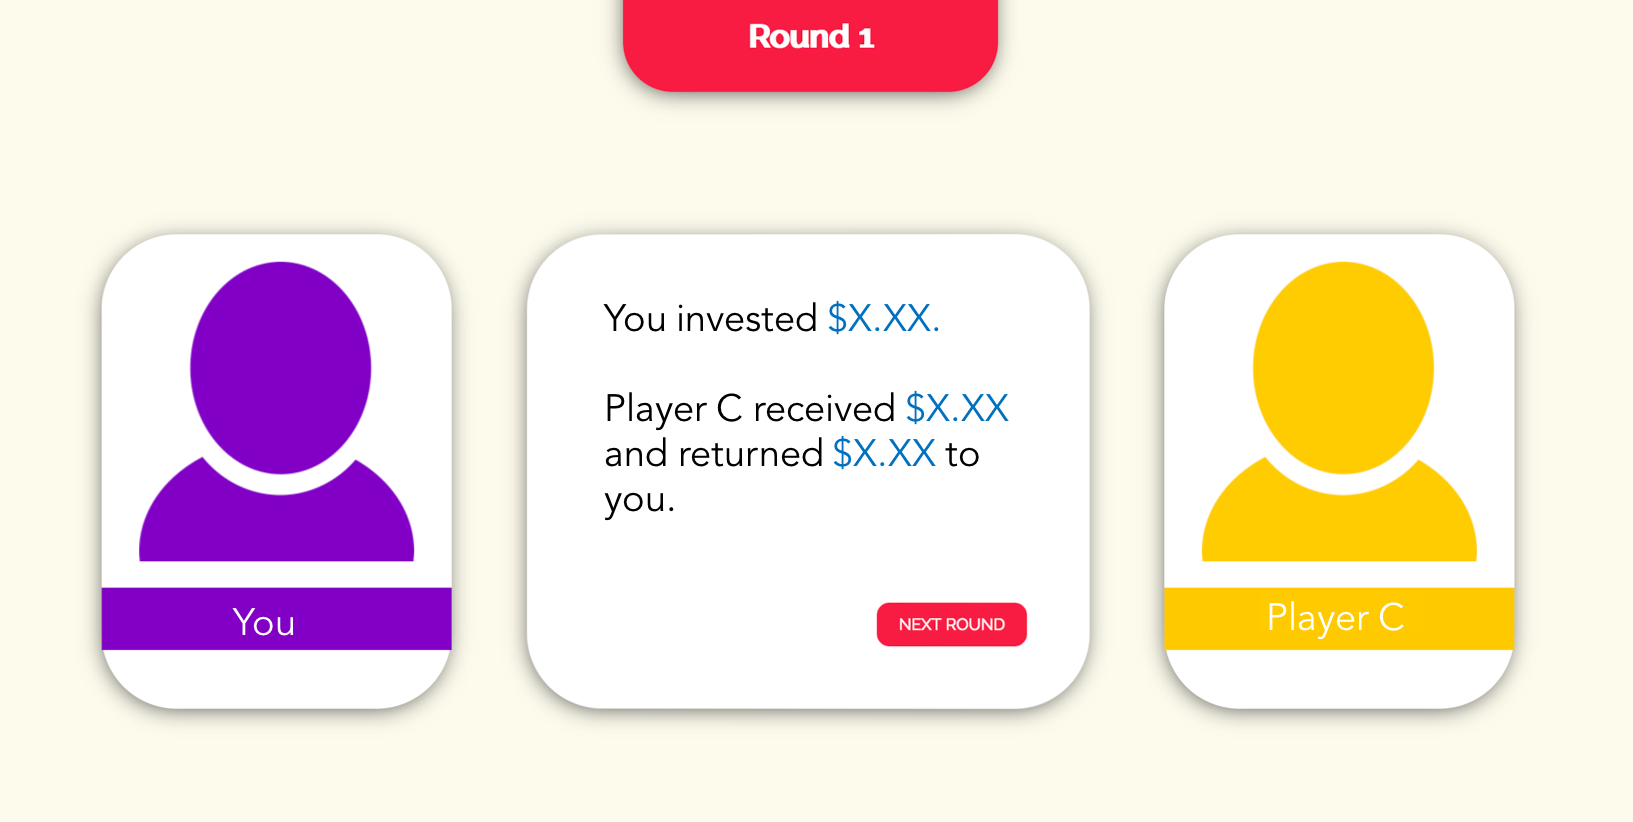 Round 1
You invested $X.XX.
Player C received $X.XX
and returned $X.XX to
you.
NEXT ROUND
You
Player C